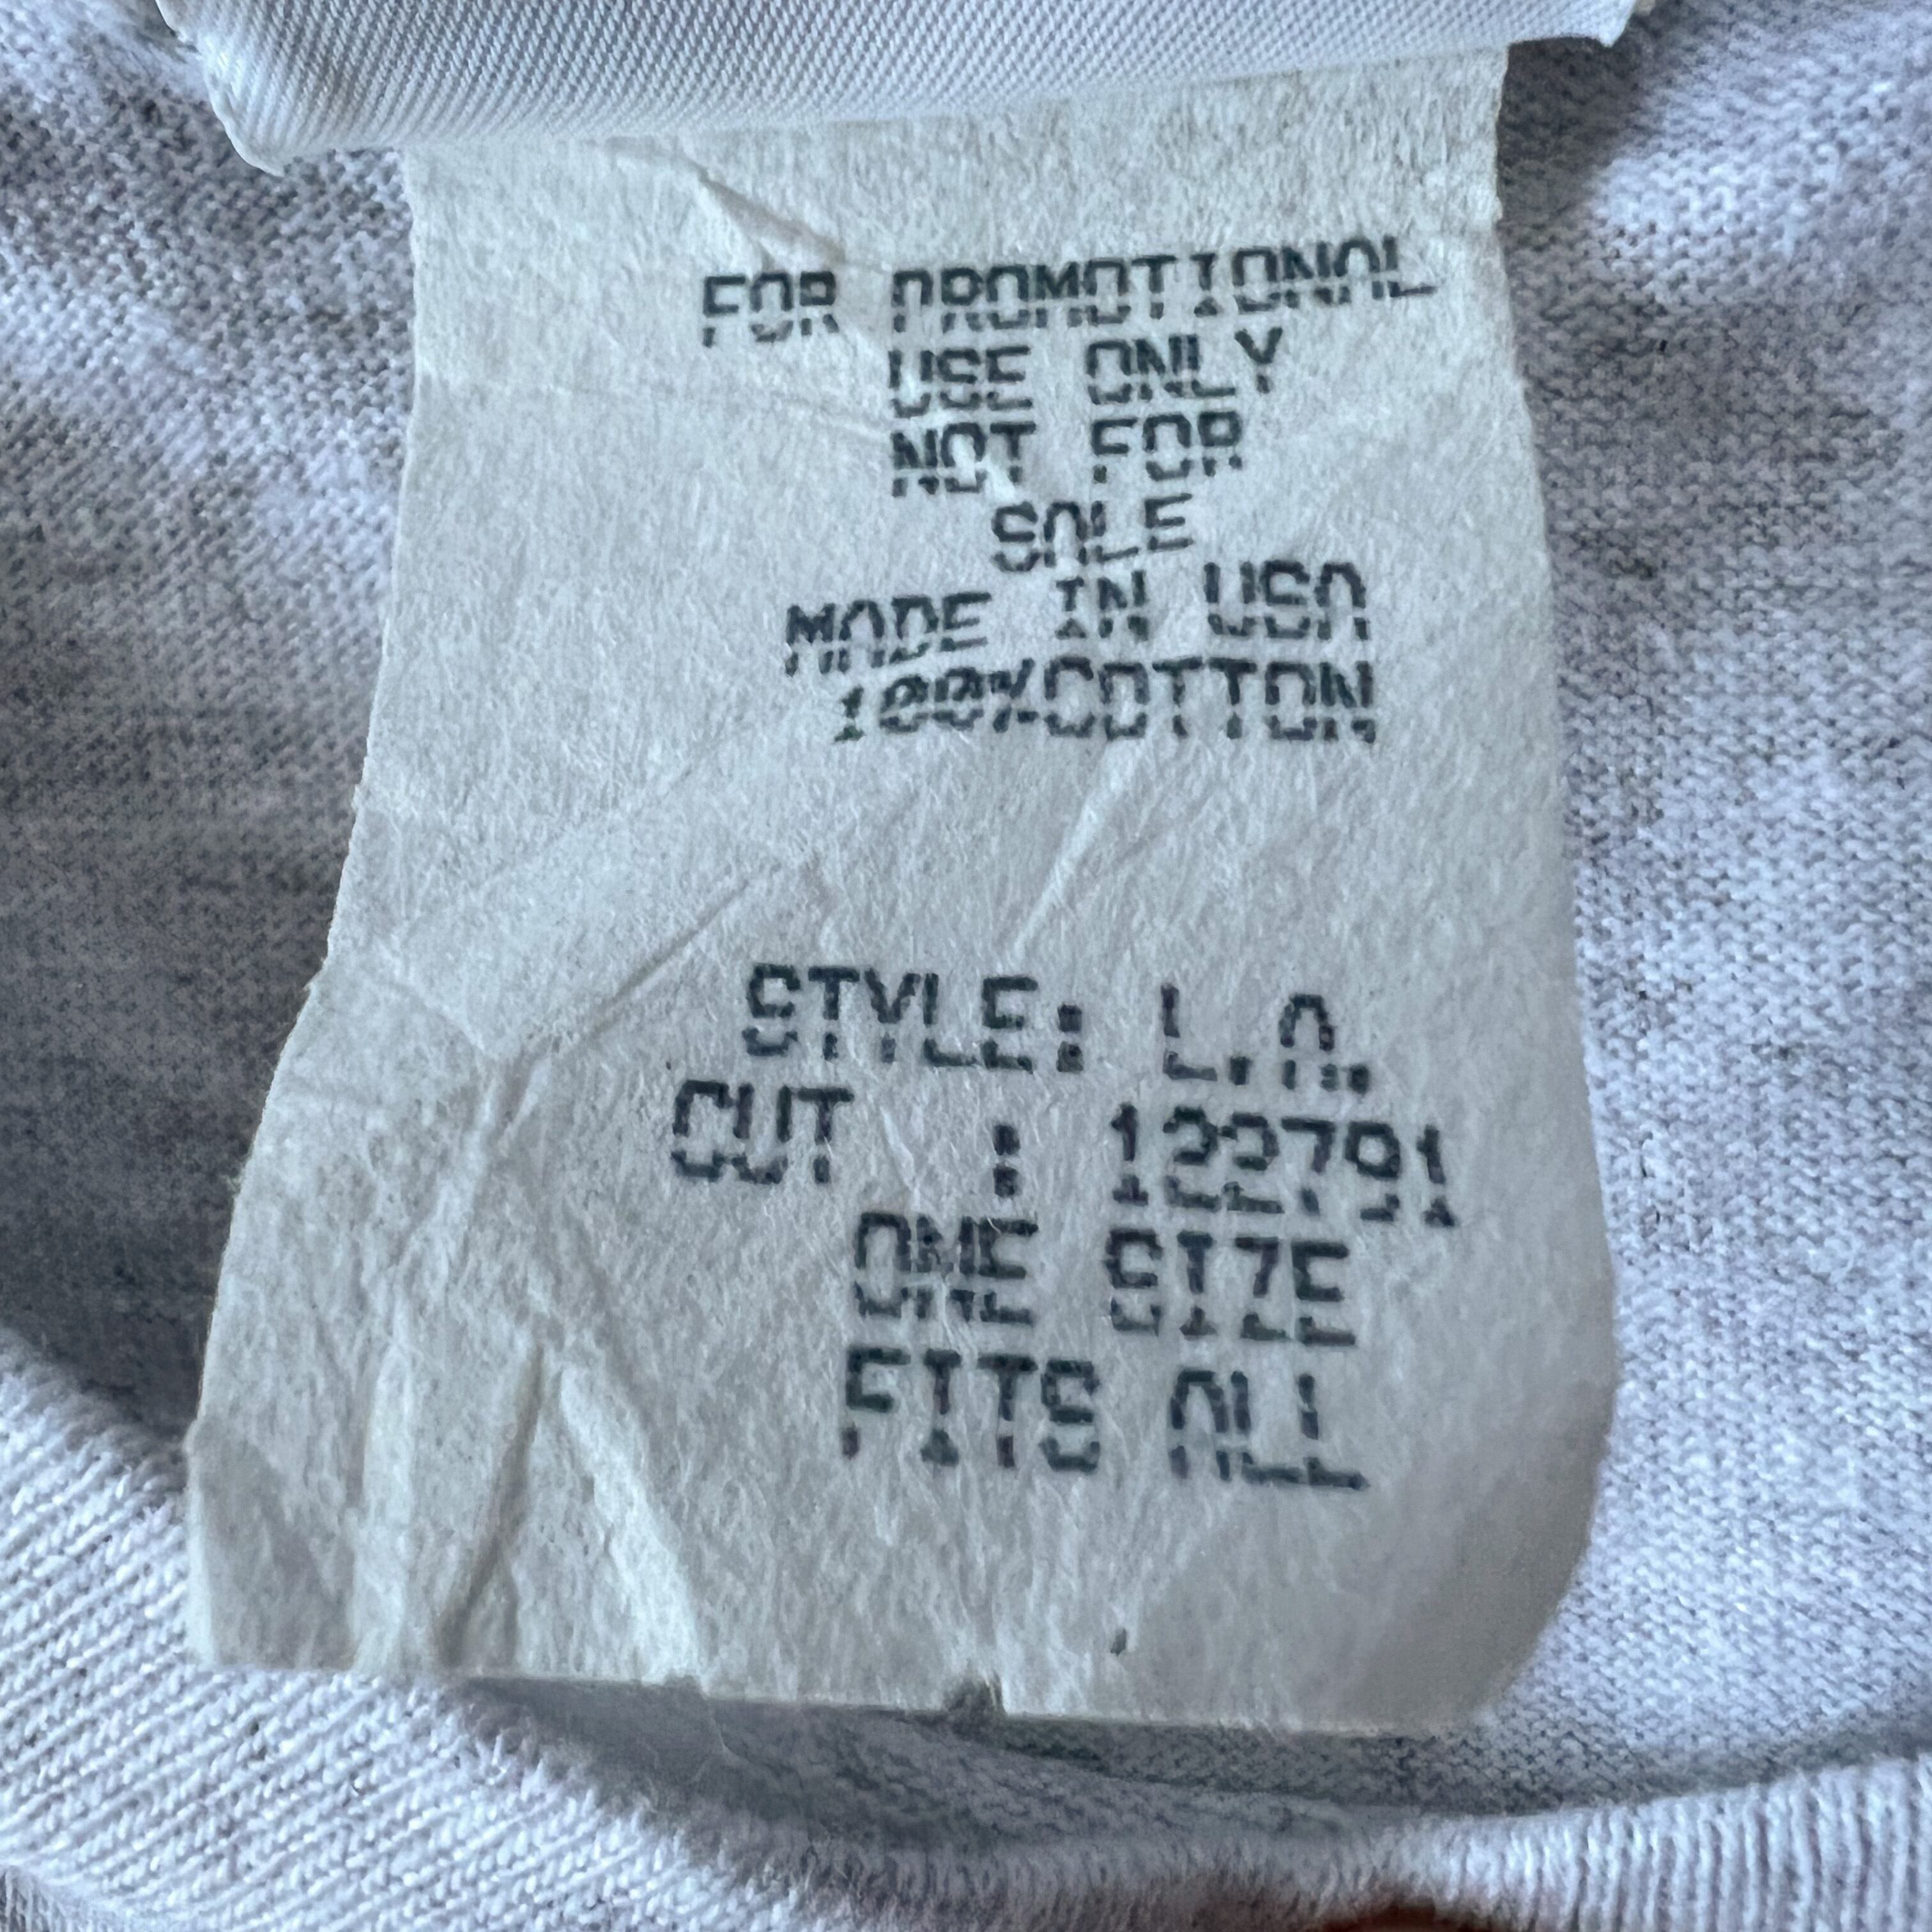 FOR PROMOTIONAL
USE ONLY
NOT FOR
SALE
MADE IN USA
100%COTTON
STYLE: L.A.
CUT : 122791
ONE SIZE
FITS ALL